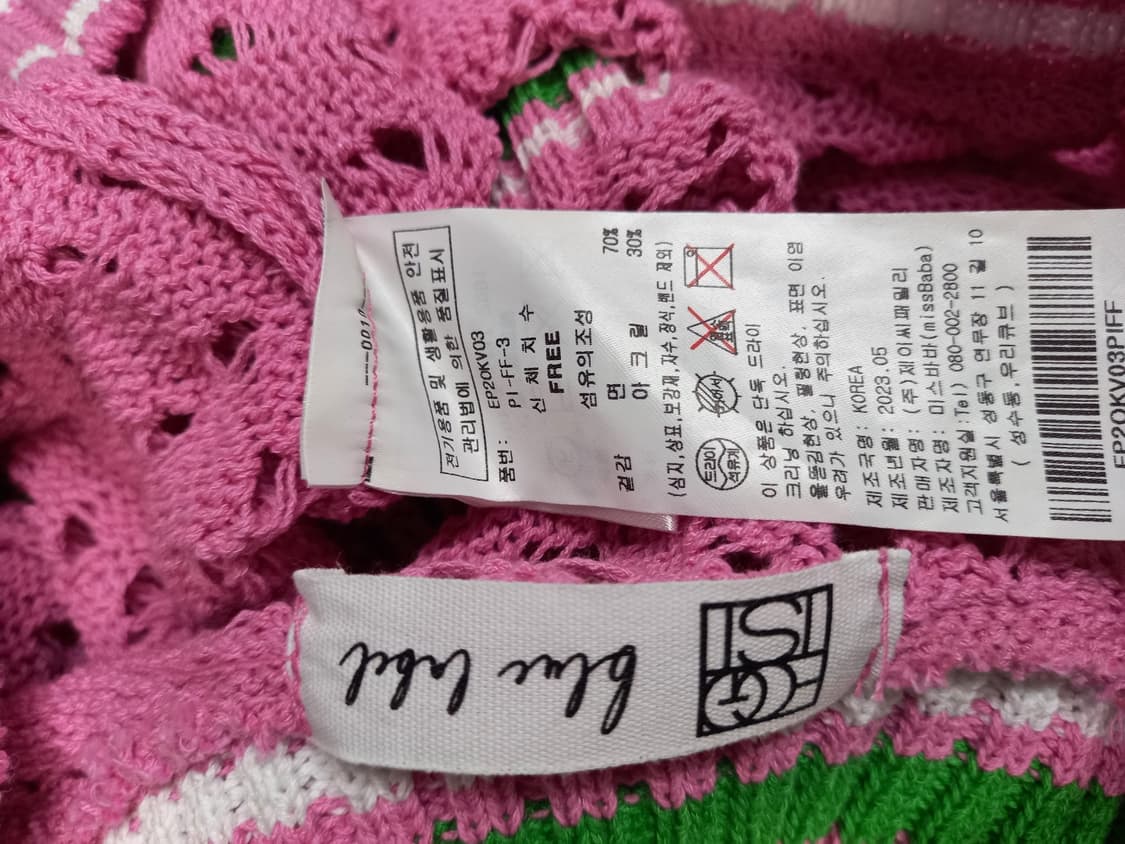 전기용품 및 생활용품 안전
관리법에 의한 품질표시
품번: EP2OKV03
PI-FF-3
신 체 치 수
FREE
섬유의조성
겉감 면 70%
아 크 릴 30%
(심지,상표,보강재,자수,장식,밴드 제외)
드라이
석유계
이 상품은 단독 드라이
크리닝 하십시오.
올뜯김현상, 필링현상, 표면 이염
우려가 있으니 주의하십시오.
제조국명: KOREA
제조년월: 2023.05
판매자명: (주)제이씨패밀리
제조자명: 미스바바(missBaba)
고객지원실:Tel) 080-002-2800
서울특별시 성동구 연무장 11 길 10
( 성수동,우리큐브 )
EP2OKV03PIFF
blue label